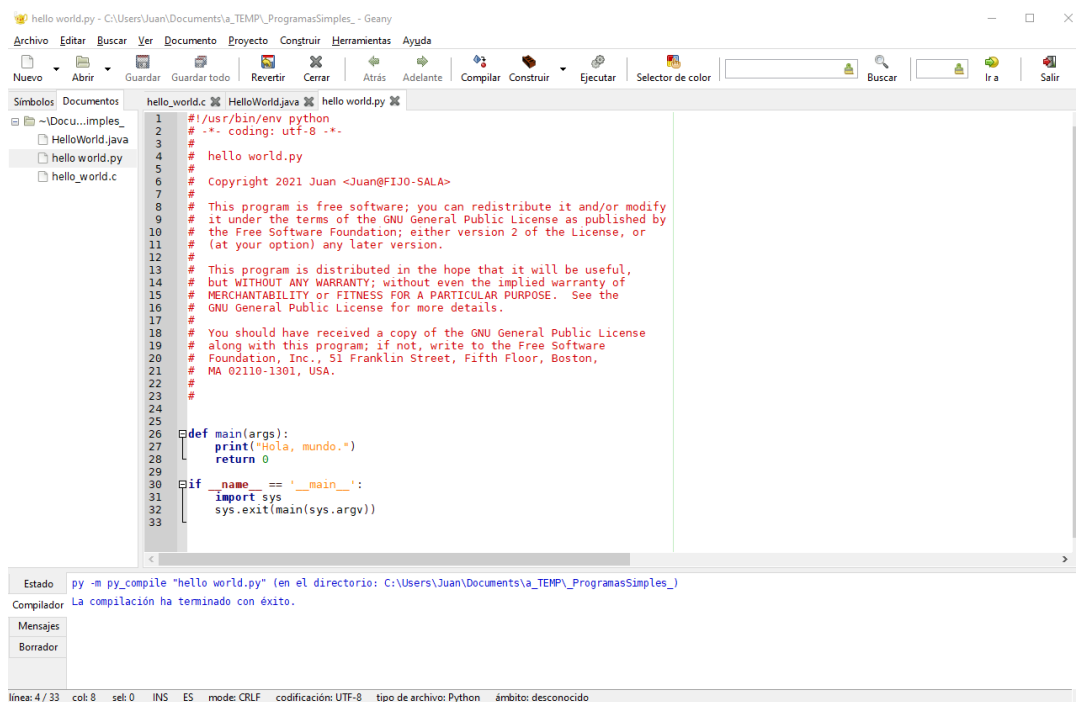 hello world.py - C:\Users\Juan\Documents\a_TEMP\_ProgramasSimples_ - Geany
Archivo Editar Buscar Ver Documento Proyecto Construir Herramientas Ayuda
Nuevo Abrir Guardar Guardar todo Revertir Cerrar Atrás Adelante Compilar Construir Ejecutar Selector de color Buscar Ir a Salir
Símbolos Documentos
hello_world.c HelloWorld.java hello world.py
~\Docu...imples_
HelloWorld.java
hello world.py
hello_world.c
1 #!/usr/bin/env python
2 # -*- coding: utf-8 -*-
3 #
4 #  hello world.py
5 #
6 #  Copyright 2021 Juan <Juan@FIJO-SALA>
7 #
8 #  This program is free software; you can redistribute it and/or modify
9 #  it under the terms of the GNU General Public License as published by
10 #  the Free Software Foundation; either version 2 of the License, or
11 #  (at your option) any later version.
12 #
13 #  This program is distributed in the hope that it will be useful,
14 #  but WITHOUT ANY WARRANTY; without even the implied warranty of
15 #  MERCHANTABILITY or FITNESS FOR A PARTICULAR PURPOSE.  See the
16 #  GNU General Public License for more details.
17 #
18 #  You should have received a copy of the GNU General Public License
19 #  along with this program; if not, write to the Free Software
20 #  Foundation, Inc., 51 Franklin Street, Fifth Floor, Boston,
21 #  MA 02110-1301, USA.
22 #
23 #
24
25
26 def main(args):
27     print("Hola, mundo.")
28     return 0
29
30 if __name__ == '__main__':
31     import sys
32     sys.exit(main(sys.argv))
33
Estado
Compilador
Mensajes
Borrador
py -m py_compile "hello world.py" (en el directorio: C:\Users\Juan\Documents\a_TEMP\_ProgramasSimples_)
La compilación ha terminado con éxito.
línea: 4 / 33 col: 8 sel: 0 INS ES mode: CRLF codificación: UTF-8 tipo de archivo: Python ámbito: desconocido